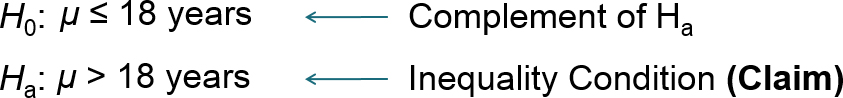 H₀: μ ≤ 18 years ← Complement of Hₐ
Hₐ: μ > 18 years ← Inequality Condition (Claim)